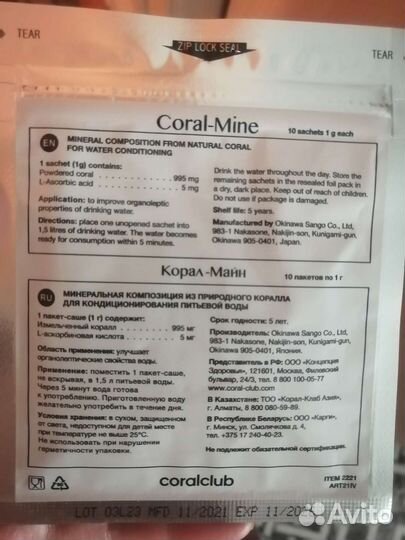 TEAR
ZIP LOCK SEAL
TEAR
Coral-Mine
10 sachets 1 g each
EN
MINERAL COMPOSITION FROM NATURAL CORAL
FOR WATER CONDITIONING
1 sachet (1g) contains:
Powdered coral 995 mg
L-Ascorbic acid 5 mg
Application: to improve organoleptic
properties of drinking water.
Directions: place one unopened sachet into
1,5 litres of drinking water. The water becomes
ready for consumption within 5 minutes.
Drink the water throughout the day. Store the
remaining sachets in the resealed foil pack in
a dry, dark place. Keep out of reach of children.
Do not use if package is damaged.
Shelf life: 5 years.
Manufactured by Okinawa Sango Co., Ltd,
983-1 Nakasone, Nakijin-son, Kunigami-gun,
Okinawa 905-0401, Japan.
Корал-Майн
10 пакетов по 1 г
RU
МИНЕРАЛЬНАЯ КОМПОЗИЦИЯ ИЗ ПРИРОДНОГО КОРАЛЛА
ДЛЯ КОНДИЦИОНИРОВАНИЯ ПИТЬЕВОЙ ВОДЫ
1 пакет-саше (1 г) содержит:
Измельченный коралл 995 мг
L-аскорбиновая кислота 5 мг
Область применения: улучшает
органолептические свойства воды.
Применение: поместить 1 пакет-саше,
не вскрывая, в 1,5 л питьевой воды.
Через 5 минут вода готова
к употреблению. Приготовленную воду
желательно употребить в течение дня.
Условия хранения: в сухом, защищенном
от света, недоступном для детей месте
при температуре не выше 25°C.
Не использовать при нарушении
герметичности упаковки.
Срок годности: 5 лет.
Производитель: Okinawa Sango Co., Ltd,
983-1 Nakasone, Nakijin-son, Kunigami-gun,
Okinawa 905-0401, Япония.
Представитель в РФ: ООО «Концепция
Здоровья», 121601, Москва, Филевский
бульвар, 24/3, тел. 8 800 100-05-77
www.coral-club.com
В Казахстане: ТОО «Корал-Клаб Азия»,
г. Алматы, 8 800 080-59-89.
В Республике Беларусь: ООО «Карги»,
г. Минск, ул. Смолячкова д. 4,
тел. +375 17 240-40-23.
Не подлежит обязательной сертификации.
coralclub
ITEM 2221
ART21IV
LOT 03L23 MFD 11/2021 EXP 11/202
Avito